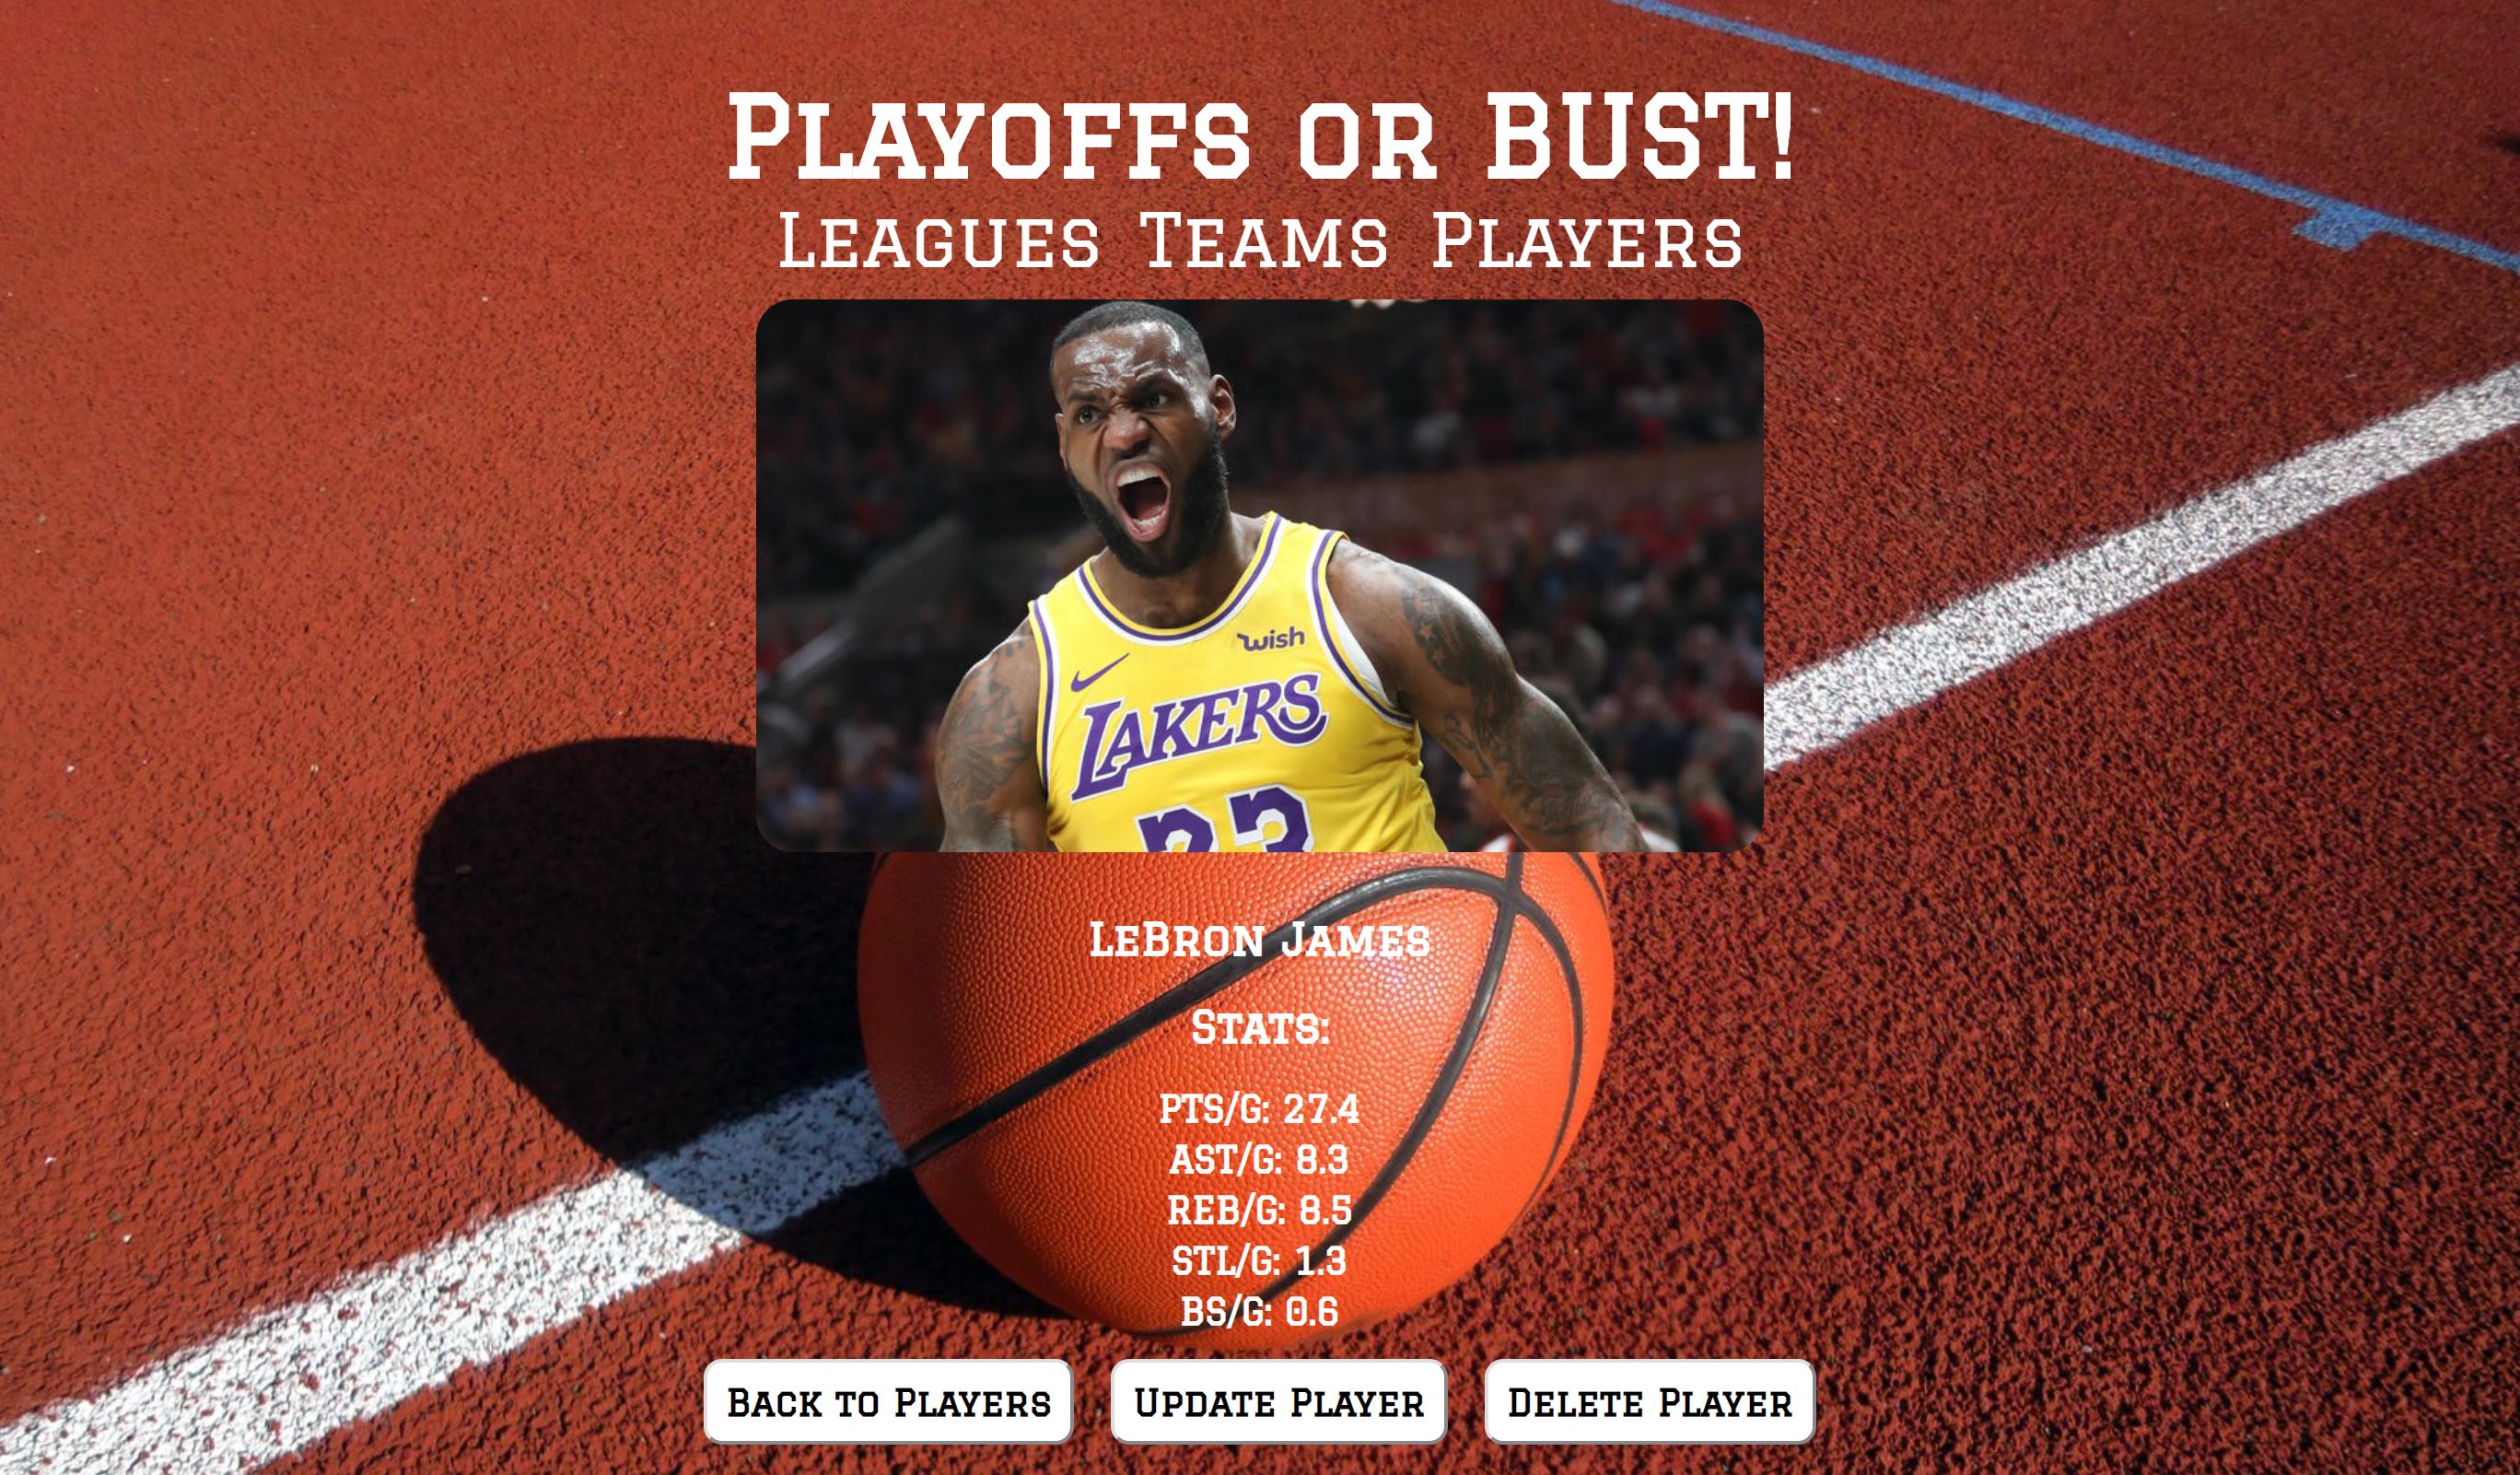 Playoffs or BUST!
Leagues Teams Players
wish
LAKERS
23
LeBron James
Stats:
PTS/G: 27.4
AST/G: 8.3
REB/G: 8.5
STL/G: 1.3
BS/G: 0.6
Back to Players Update Player Delete Player